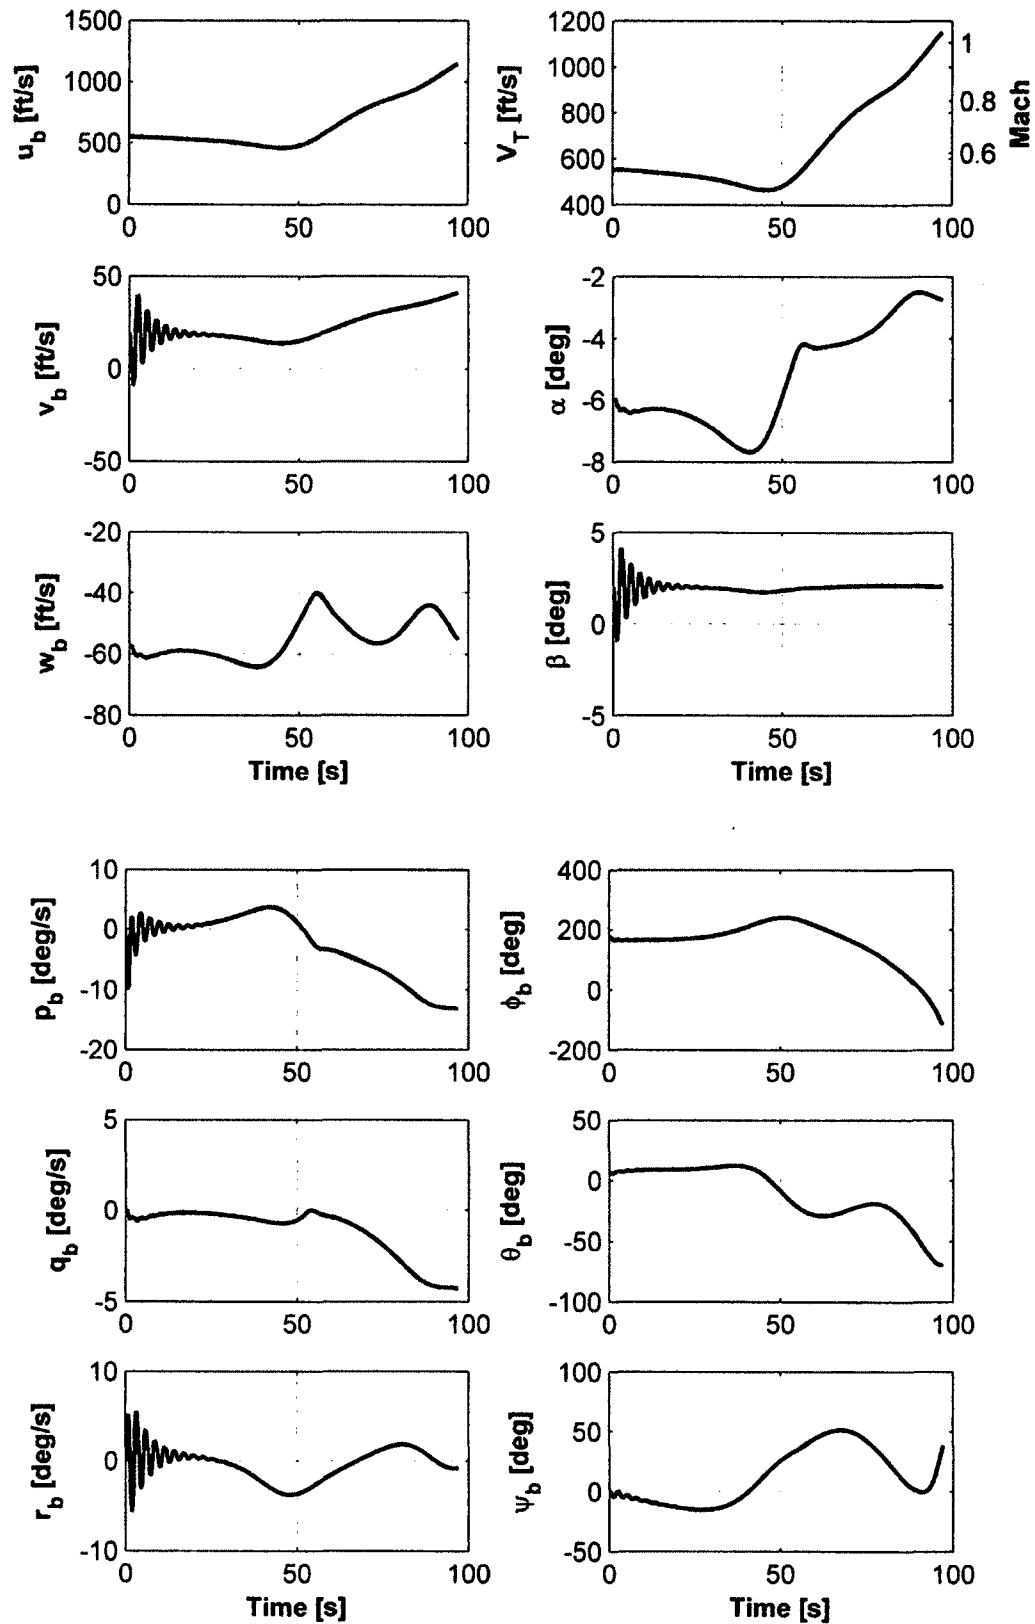 1500
1000
500
0
u_b [ft/s]
0 50 100
1200
1000
800
600
400
V_T [ft/s]
1
0.8
0.6
Mach
0 50 100
50
0
-50
v_b [ft/s]
0 50 100
-2
-4
-6
-8
α [deg]
0 50 100
-20
-40
-60
-80
w_b [ft/s]
0 50 100
Time [s]
5
0
-5
β [deg]
0 50 100
Time [s]
10
0
-10
-20
p_b [deg/s]
0 50 100
400
200
0
-200
ϕ_b [deg]
0 50 100
5
0
-5
q_b [deg/s]
0 50 100
50
0
-50
-100
θ_b [deg]
0 50 100
10
0
-10
r_b [deg/s]
0 50 100
Time [s]
100
50
0
-50
ψ_b [deg]
0 50 100
Time [s]